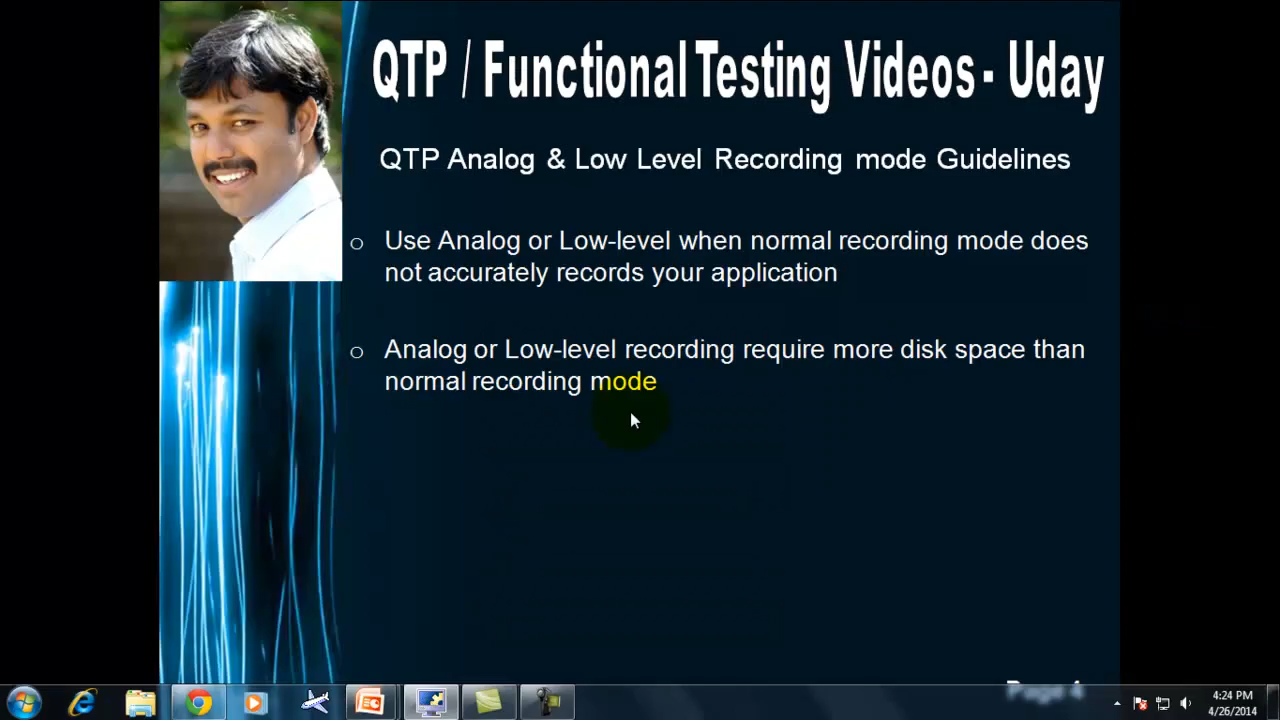 QTP / Functional Testing Videos - Uday
QTP Analog & Low Level Recording mode Guidelines
o Use Analog or Low-level when normal recording mode does
not accurately records your application
o Analog or Low-level recording require more disk space than
normal recording mode
Page 4
4:24 PM
4/26/2014